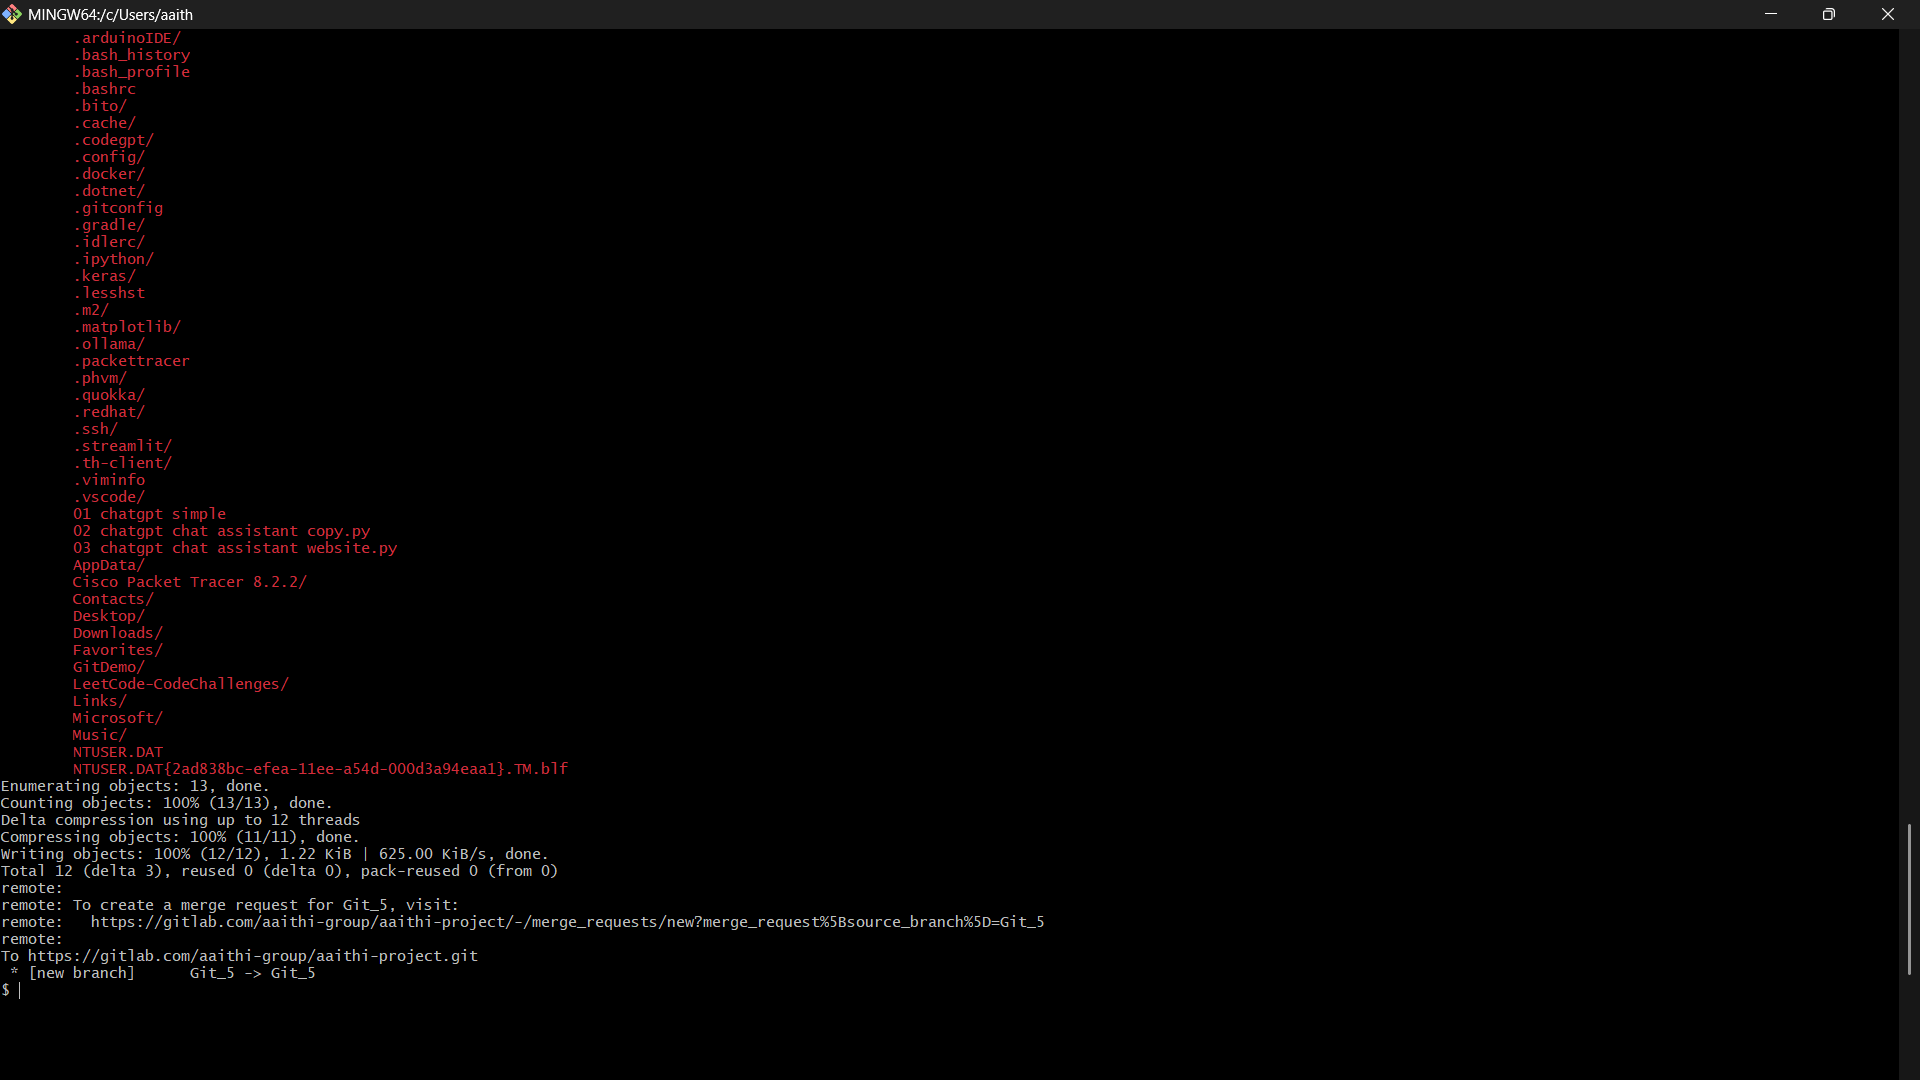 MINGW64:/c/Users/aaith
.arduinoIDE/
.bash_history
.bash_profile
.bashrc
.bito/
.cache/
.codegpt/
.config/
.docker/
.dotnet/
.gitconfig
.gradle/
.idlerc/
.ipython/
.keras/
.lesshst
.m2/
.matplotlib/
.ollama/
.packettracer
.phvm/
.quokka/
.redhat/
.ssh/
.streamlit/
.th-client/
.viminfo
.vscode/
01 chatgpt simple
02 chatgpt chat assistant copy.py
03 chatgpt chat assistant website.py
AppData/
Cisco Packet Tracer 8.2.2/
Contacts/
Desktop/
Downloads/
Favorites/
GitDemo/
LeetCode-CodeChallenges/
Links/
Microsoft/
Music/
NTUSER.DAT
NTUSER.DAT{2ad838bc-efea-11ee-a54d-000d3a94eaa1}.TM.blf
Enumerating objects: 13, done.
Counting objects: 100% (13/13), done.
Delta compression using up to 12 threads
Compressing objects: 100% (11/11), done.
Writing objects: 100% (12/12), 1.22 KiB | 625.00 KiB/s, done.
Total 12 (delta 3), reused 0 (delta 0), pack-reused 0 (from 0)
remote:
remote: To create a merge request for Git_5, visit:
remote:   https://gitlab.com/aaithi-group/aaithi-project/-/merge_requests/new?merge_request%5Bsource_branch%5D=Git_5
remote:
To https://gitlab.com/aaithi-group/aaithi-project.git
 * [new branch]      Git_5 -> Git_5
$